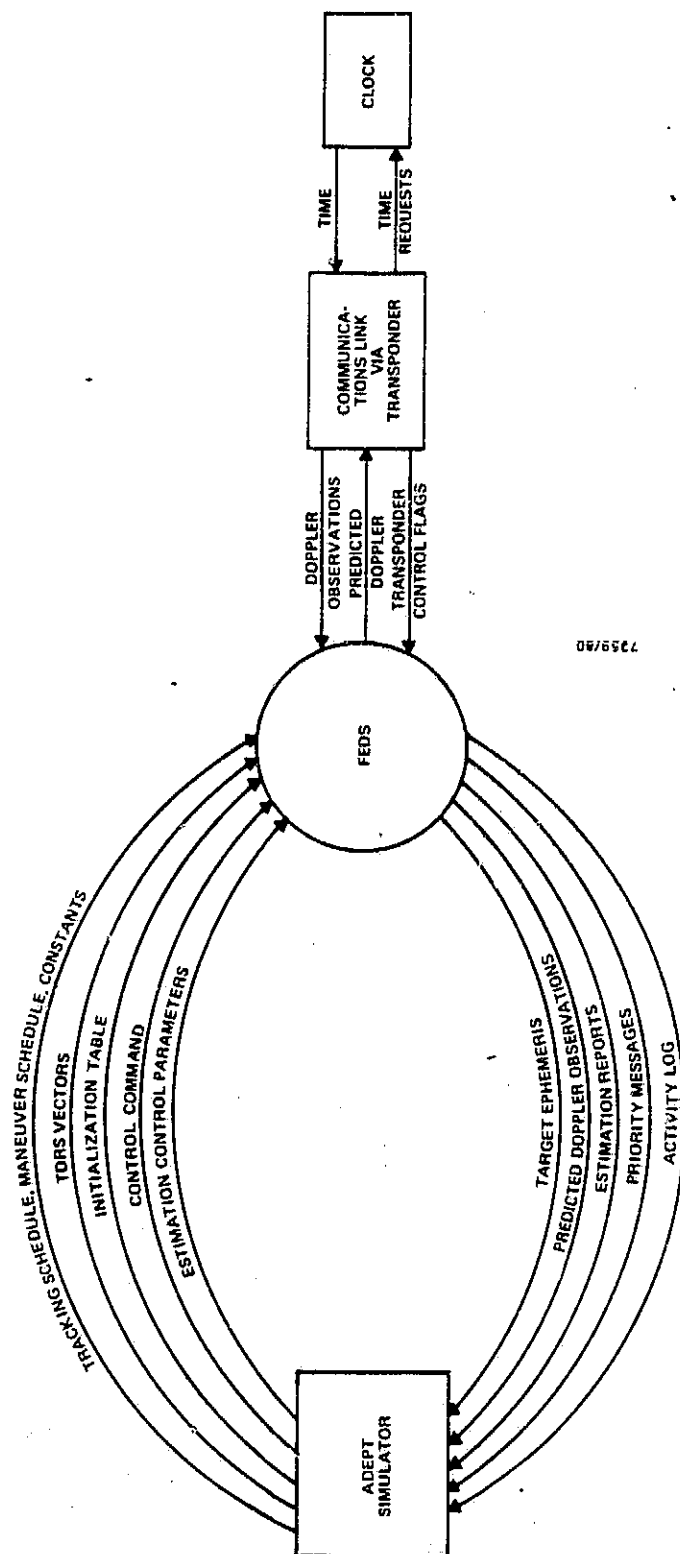 TRACKING SCHEDULE, MANEUVER SCHEDULE, CONSTANTS
TDRS VECTORS
INITIALIZATION TABLE
CONTROL COMMAND
ESTIMATION CONTROL PARAMETERS
ADEPT
SIMULATOR
FEDS
DOPPLER
OBSERVATIONS
PREDICTED
DOPPLER
TRANSPONDER
CONTROL FLAGS
COMMUNICA-
TIONS LINK
VIA
TRANSPONDER
TIME
TIME
REQUESTS
CLOCK
TARGET EPHEMERIS
PREDICTED DOPPLER OBSERVATIONS
ESTIMATION REPORTS
PRIORITY MESSAGES
ACTIVITY LOG